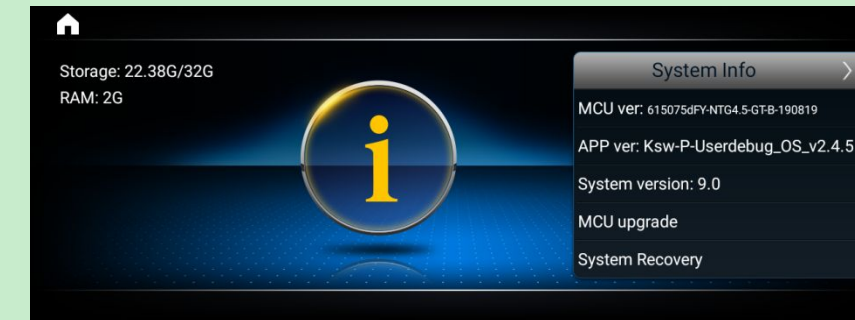 Storage: 22.38G/32G
RAM: 2G
i
System Info
MCU ver: 615075dFY-NTG4.5-GT-B-190819
APP ver: Ksw-P-Userdebug_OS_v2.4.5
System version: 9.0
MCU upgrade
System Recovery